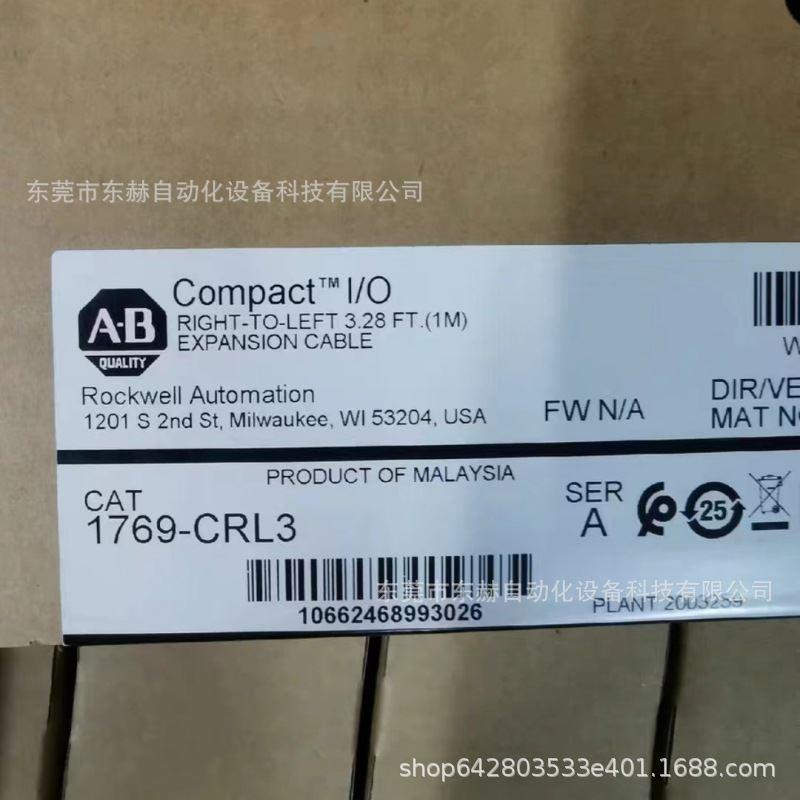 东莞市东赫自动化设备科技有限公司
A-B
QUALITY
Compact™ I/O
RIGHT-TO-LEFT 3.28 FT.(1M)
EXPANSION CABLE
Rockwell Automation
1201 S 2nd St, Milwaukee, WI 53204, USA
FW N/A
DIR/VE
MAT NO
PRODUCT OF MALAYSIA
CAT
1769-CRL3
SER
A
25
10662468993026
东莞市东赫自动化设备科技有限公司
PLANT 2003259
shop642803533e401.1688.com